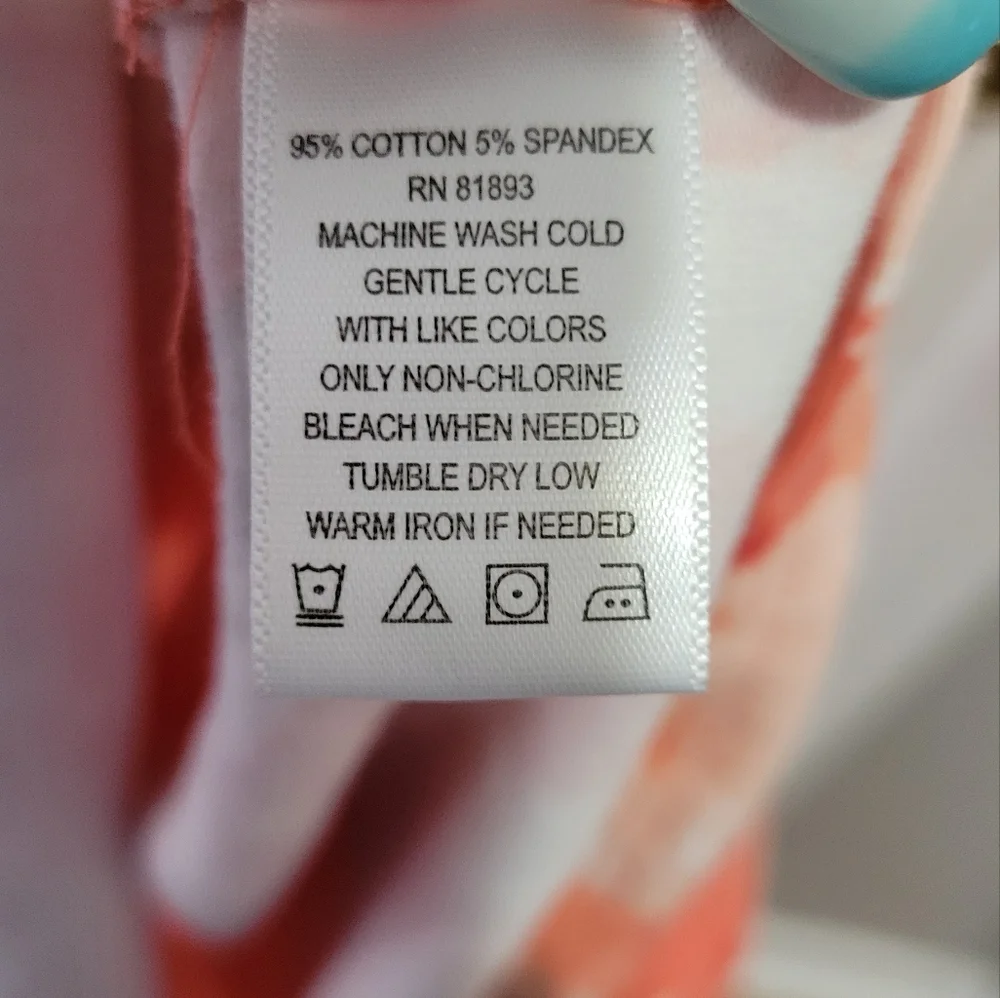 95% COTTON 5% SPANDEX
RN 81893
MACHINE WASH COLD
GENTLE CYCLE
WITH LIKE COLORS
ONLY NON-CHLORINE
BLEACH WHEN NEEDED
TUMBLE DRY LOW
WARM IRON IF NEEDED